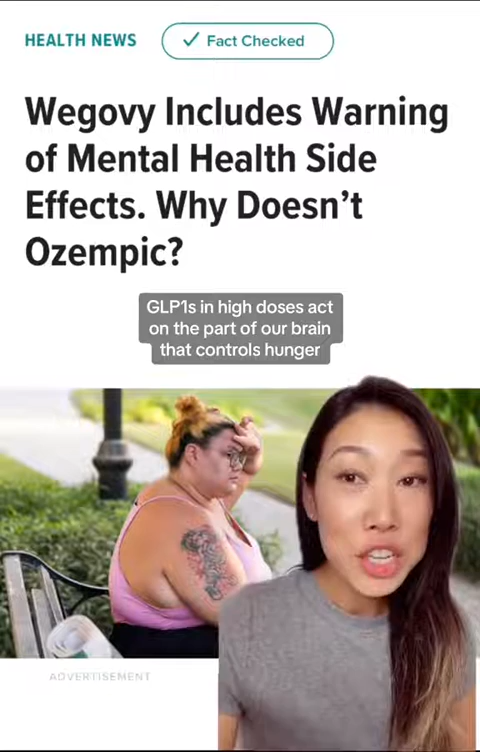 HEALTH NEWS
Fact Checked
Wegovy Includes Warning
of Mental Health Side
Effects. Why Doesn't
Ozempic?
GLP1s in high doses act
on the part of our brain
that controls hunger
ADVERTISEMENT